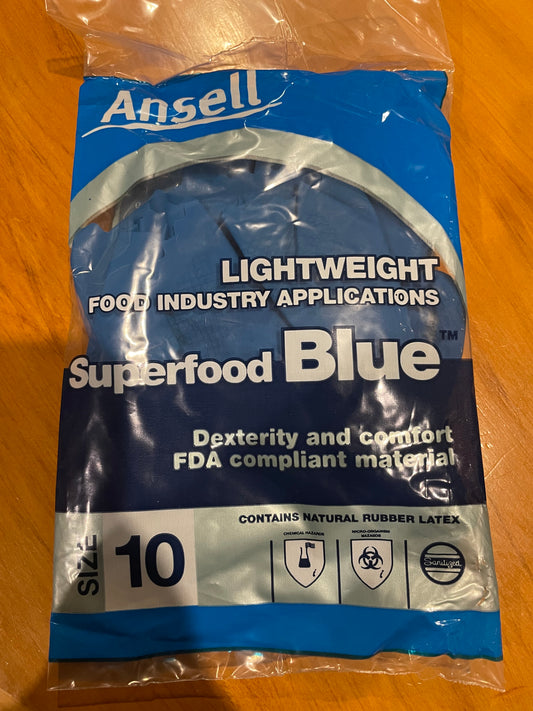 Ansell
LIGHTWEIGHT
FOOD INDUSTRY APPLICATIONS
Superfood Blue™
Dexterity and comfort
FDA compliant material
CONTAINS NATURAL RUBBER LATEX
SIZE 10
CHEMICAL HAZARDS
MICRO-ORGANISM
HAZARDS
Sanitized